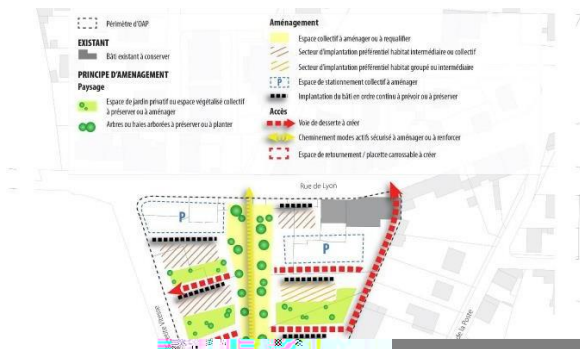 Périmètre d'OAP
EXISTANT
Bâti existant à conserver
PRINCIPE D'AMENAGEMENT
Paysage
Espace de jardin privatif ou espace végétalisé collectif
à préserver ou à aménager
Arbres ou haies arborées à préserver ou à planter
Aménagement
Espace collectif à aménager ou à requalifier
Secteur d'implantation préférentiel habitat intermédiaire ou collectif
Secteur d'implantation préférentiel habitat groupé ou intermédiaire
P Espace de stationnement collectif à aménager
Implantation du bâti en ordre continu à prévoir ou à préserver
Accès
Voie de desserte à créer
Cheminement modes actifs sécurisé à aménager ou à renforcer
Espace de retournement / placette carrossable à créer
Rue de Lyon
P
P
de la Poste